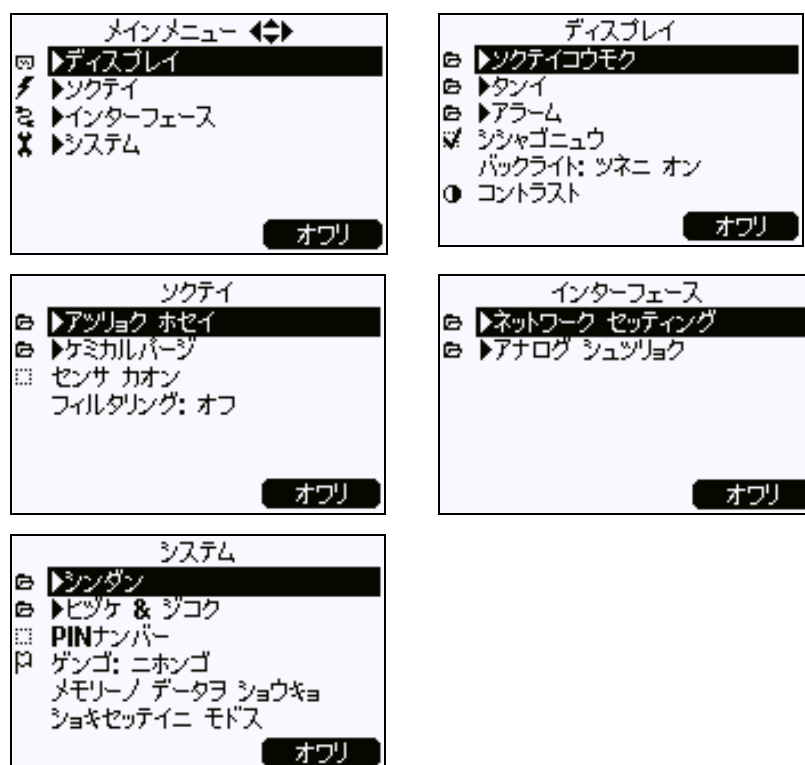 メインメニュー
▶ディスプレイ
▶ソクテイ
▶インターフェース
▶システム
オワリ
ディスプレイ
▶ソクテイコウモク
▶タンイ
▶アラーム
シシャゴニュウ
バックライト: ツネニ オン
コントラスト
オワリ
ソクテイ
▶アツリョク ホセイ
▶ケミカルパージ
センサ カオン
フィルタリング: オフ
オワリ
インターフェース
▶ネットワーク セッティング
▶アナログ シュツリョク
オワリ
システム
▶シンダン
▶ヒヅケ & ジコク
PINナンバー
ゲンゴ: ニホンゴ
メモリーノ データヲ ショウキョ
ショキセッテイニ モドス
オワリ